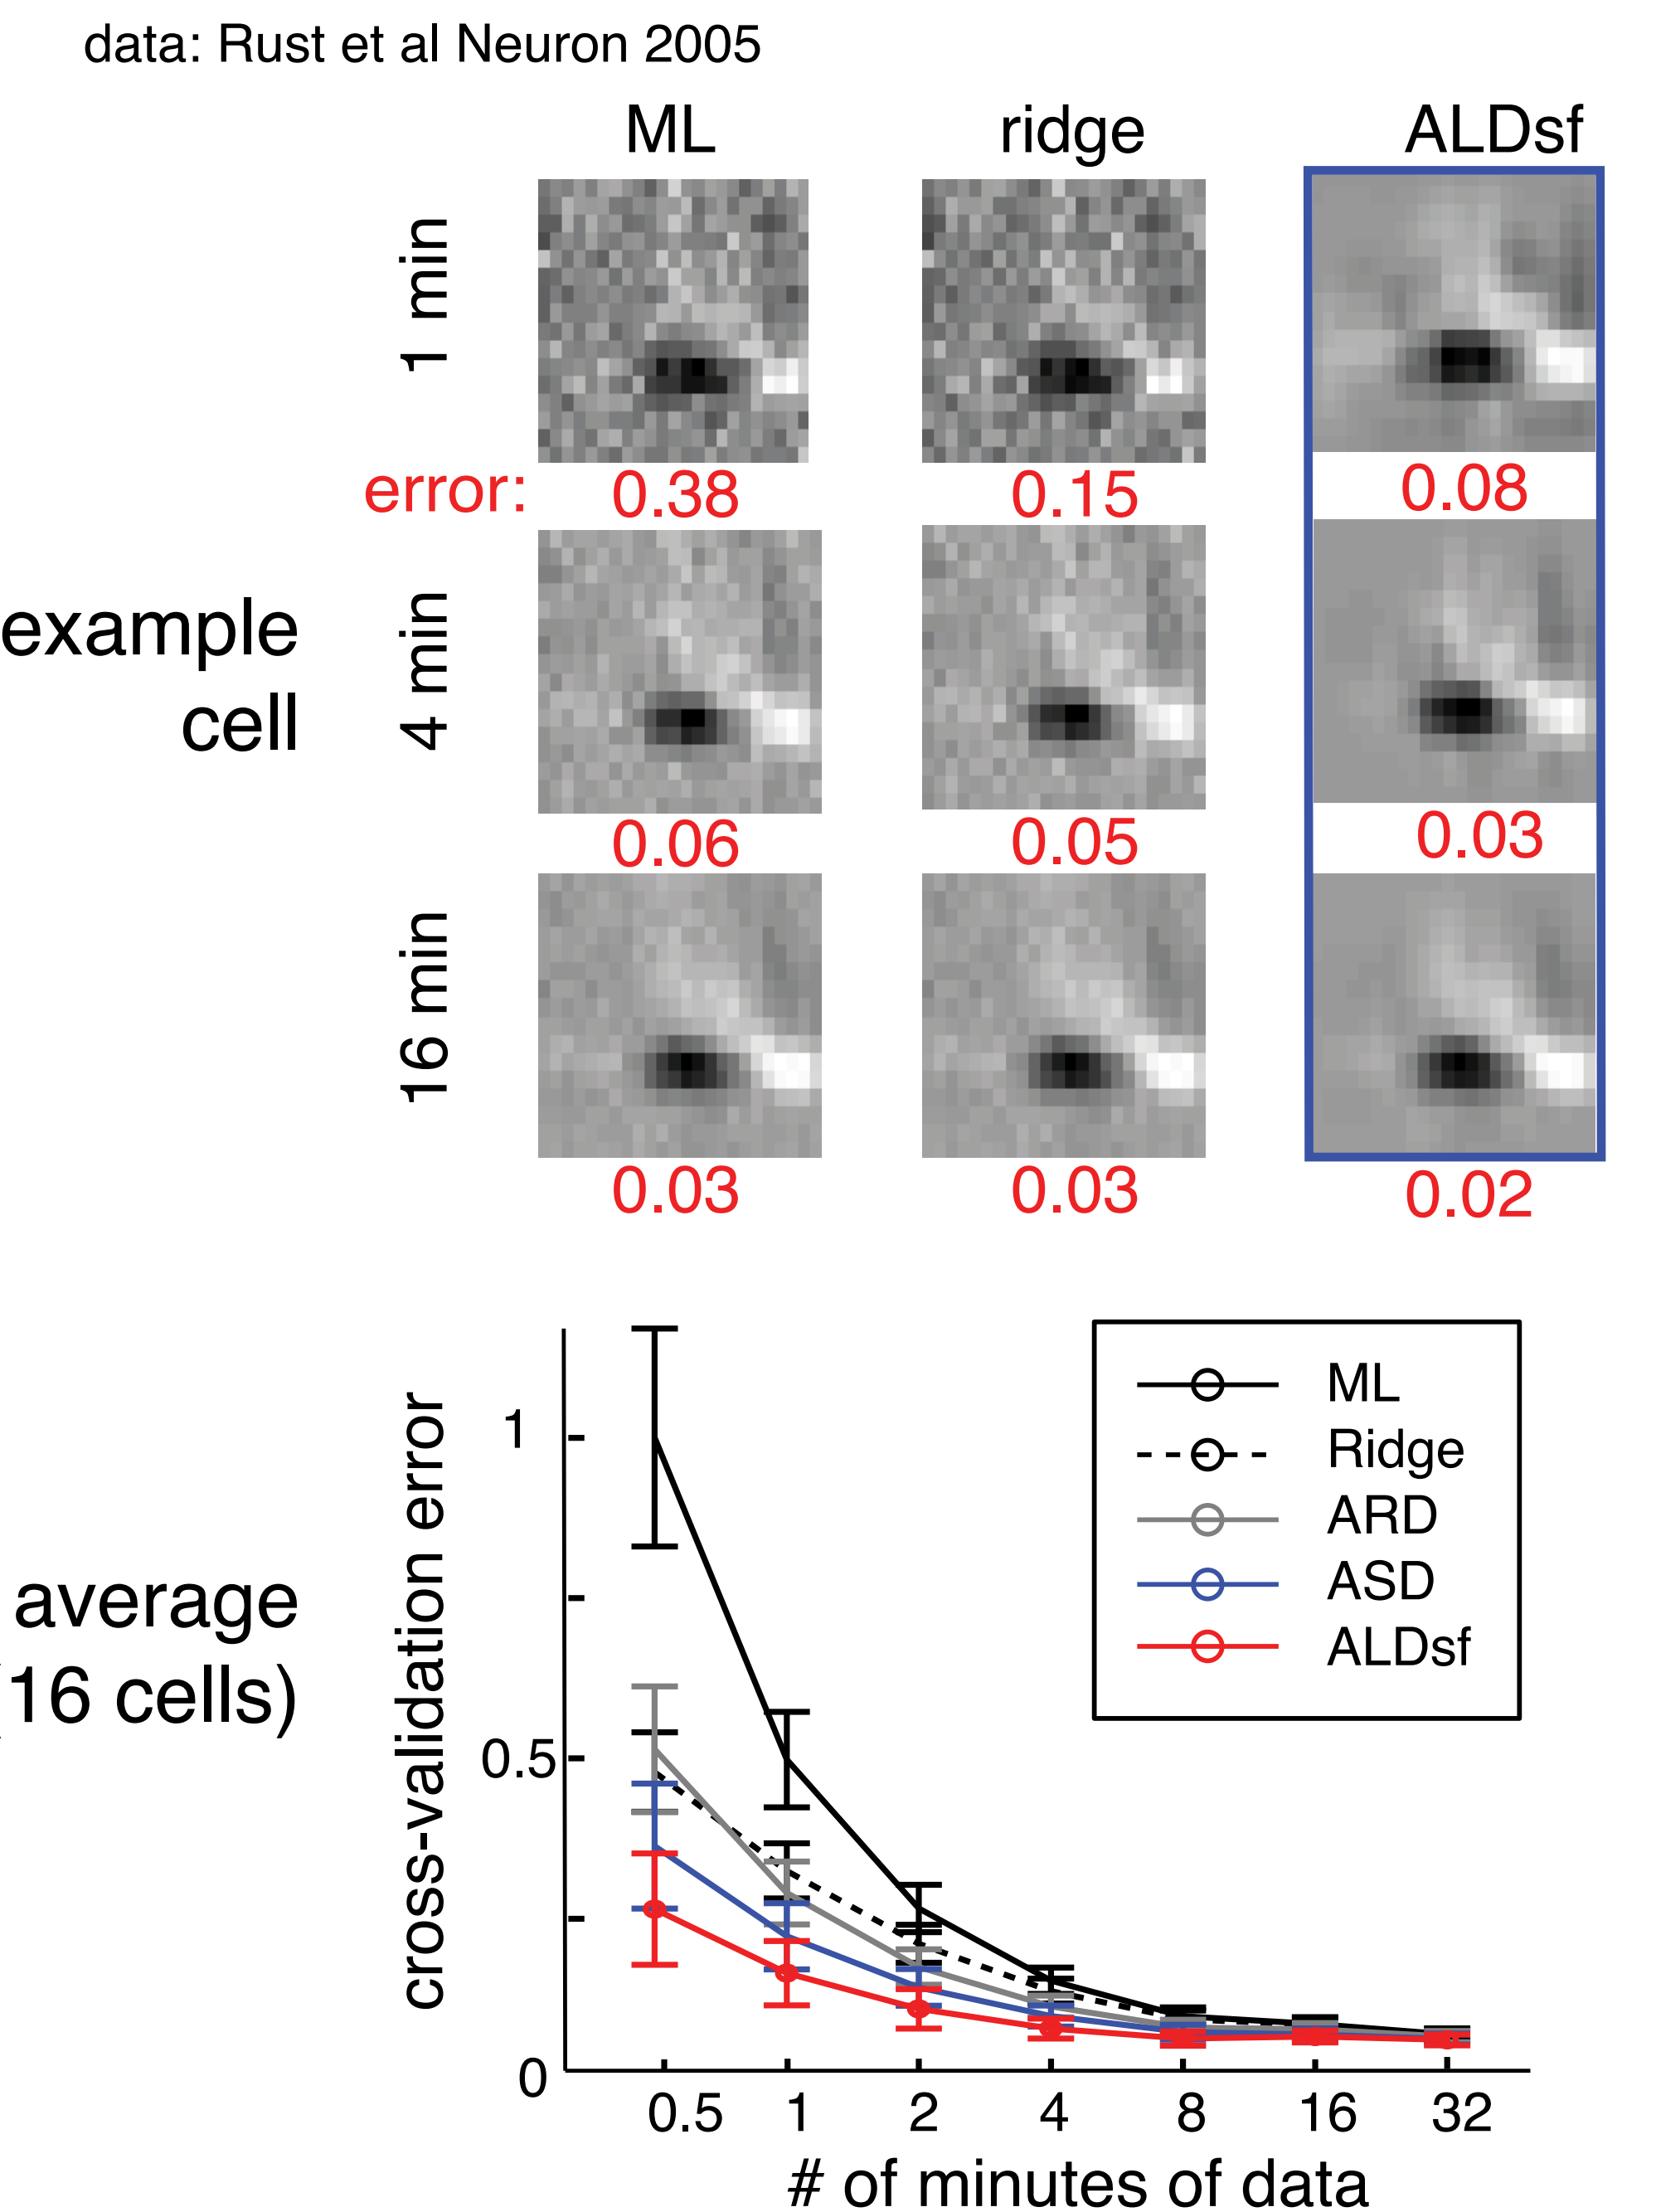 data: Rust et al Neuron 2005
ML ridge ALDsf
1 min
error: 0.38 0.15 0.08
example
cell
4 min
0.06 0.05 0.03
16 min
0.03 0.03 0.02
average
(16 cells)
cross-validation error
1
0.5
0
ML
Ridge
ARD
ASD
ALDsf
0.5 1 2 4 8 16 32
# of minutes of data